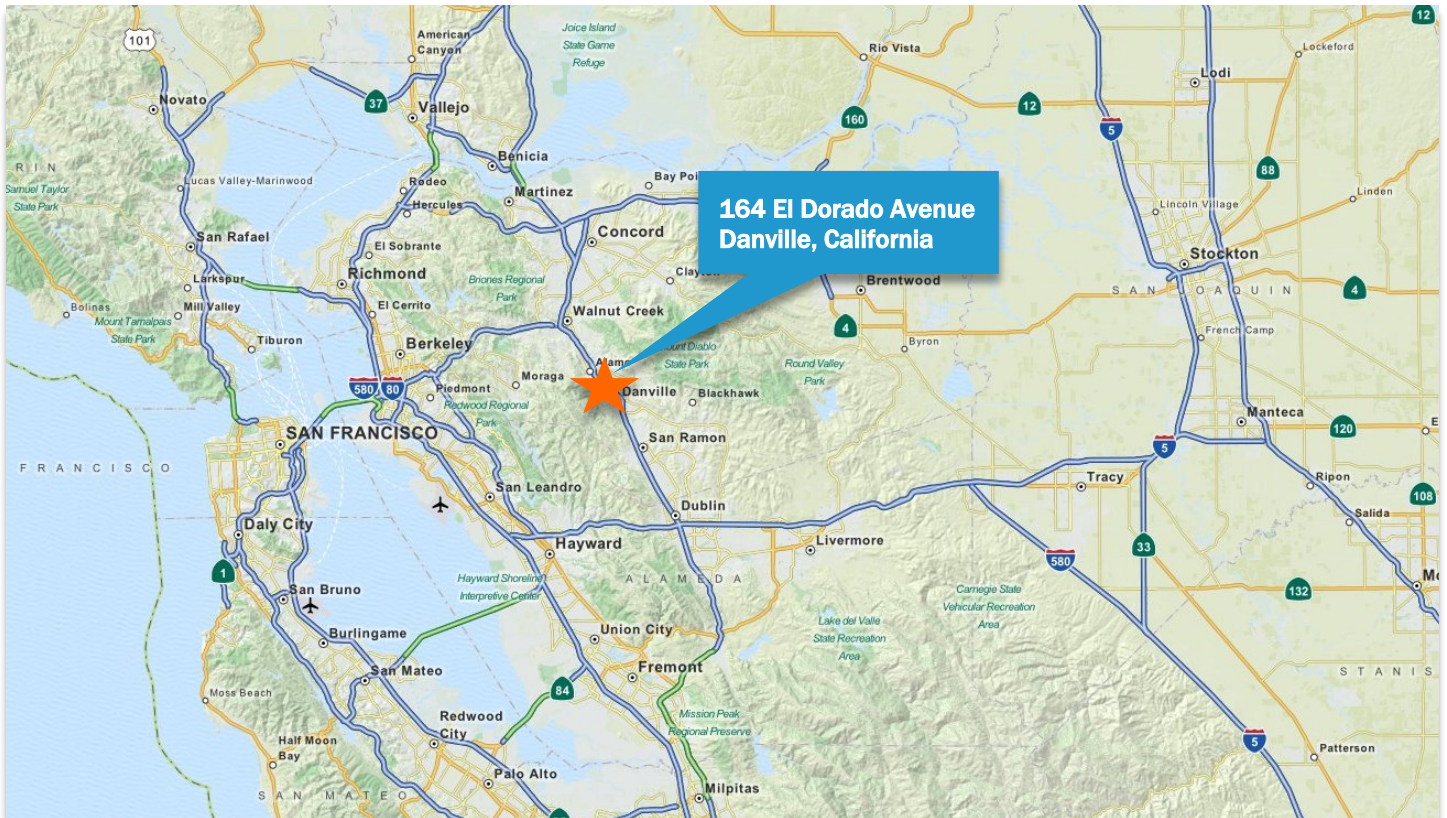 12
Joice Island
State Game
Refuge
American
Canyon
101
Rio Vista
Lockeford
Lodi
Novato
37
Vallejo
160
12
5
88
RIN
Benicia
Samuel Taylor
State Park
Lucas Valley-Marinwood
Rodeo
Martinez
Bay Poi
Hercules
Linden
164 El Dorado Avenue
Danville, California
Lincoln Village
San Rafael
El Sobrante
Concord
Stockton
Larkspur
Richmond
Briones Regional
Park
Clayt
Brentwood
SAN JOAQUIN
4
Bolinas
Mill Valley
El Cerrito
Walnut Creek
Mount Tamalpais
State Park
4
French Camp
Tiburon
Berkeley
Byron
ount Diablo
State Park
Alamo
Round Valley
Park
Moraga
580
80
Piedmont
Danville
Blackhawk
Redwood Regional
Park
Manteca
120
E
SAN FRANCISCO
San Ramon
5
FRANCISCO
Tracy
Ripon
San Leandro
108
Dublin
Salida
Daly City
Hayward
Livermore
33
580
1
Hayward Shoreline
Interpretive Center
ALAMEDA
Carnegie State
Vehicular Recreation
Area
132
Mo
San Bruno
Burlingame
Union City
Lake del Valle
State Recreation
Area
San Mateo
Fremont
STANIS
84
Moss Beach
Redwood
City
Mission Peak
Regional Preserve
Half Moon
Bay
5
Patterson
Palo Alto
SAN MATEO
Milpitas